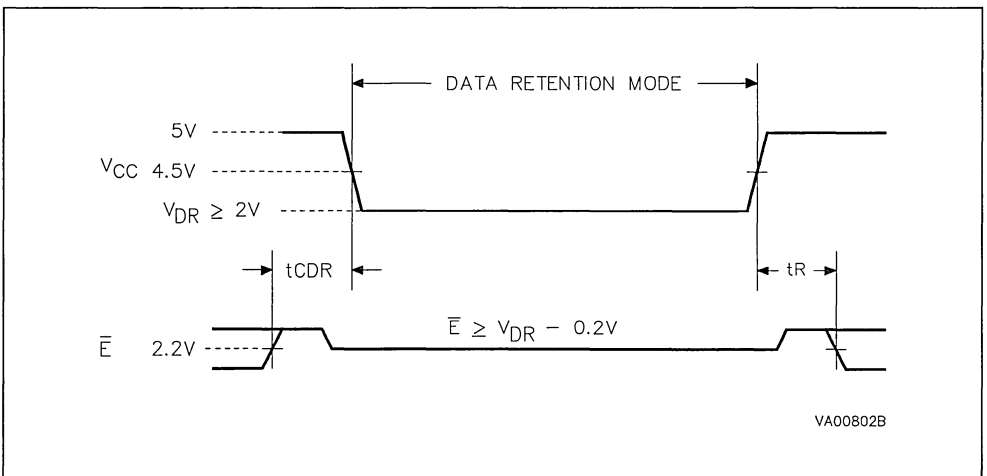 DATA RETENTION MODE
5V
VCC 4.5V
VDR ≥ 2V
tCDR
tR
E̅ ≥ VDR − 0.2V
E̅ 2.2V
VA00802B